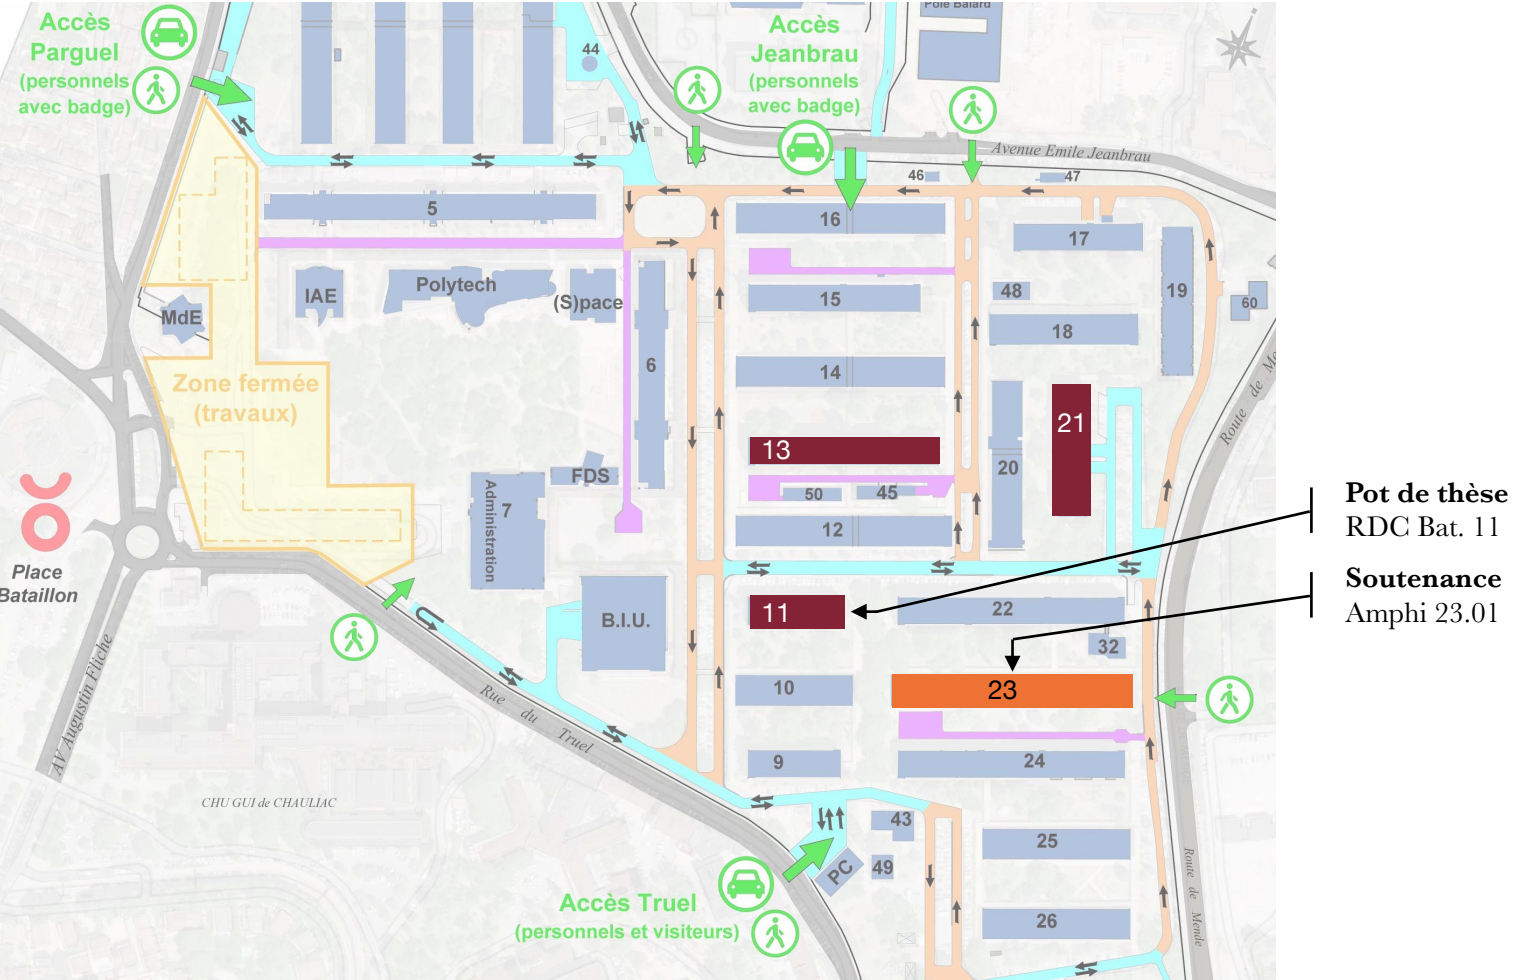 Accès
Parguel
(personnels
avec badge)
44
Accès
Jeanbrau
(personnels
avec badge)
Pole Balard
Avenue Emile Jeanbrau
46
47
5
16
17
IAE
Polytech
(S)pace
MdE
15
48
19
60
6
18
14
Zone fermée
(travaux)
13
21
20
Route de Me
FDS
7
Administration
50
45
12
Place
Bataillon
Pot de thèse
RDC Bat. 11
Soutenance
Amphi 23.01
B.I.U.
11
22
32
10
23
AV Augustin Fliche
Rue du Truel
9
24
CHU GUI de CHAULIAC
43
25
49
PC
Accès Truel
(personnels et visiteurs)
26
Route de Mende